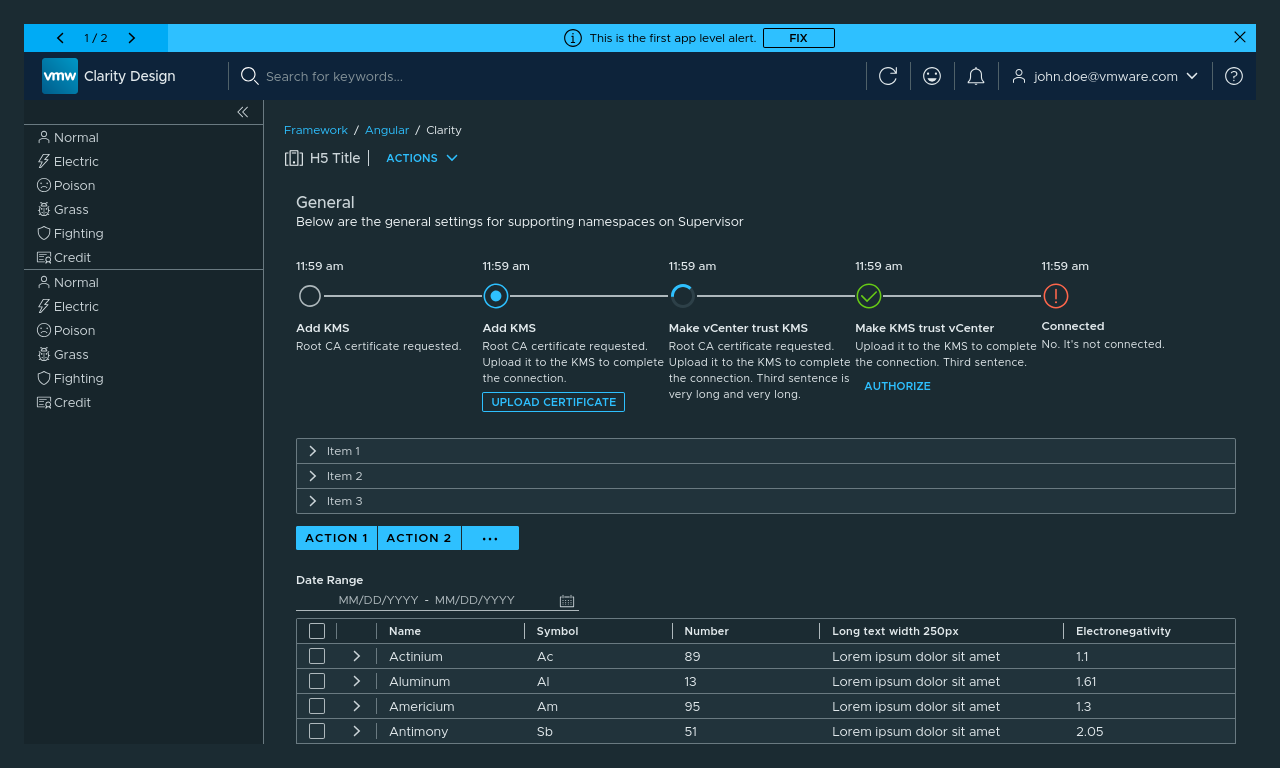 1 / 2
This is the first app level alert. FIX
vmw Clarity Design
Search for keywords...
john.doe@vmware.com
Normal
Electric
Poison
Grass
Fighting
Credit
Normal
Electric
Poison
Grass
Fighting
Credit
Framework / Angular / Clarity
H5 Title
ACTIONS
General
Below are the general settings for supporting namespaces on Supervisor
11:59 am
Add KMS
Root CA certificate requested.
11:59 am
Add KMS
Root CA certificate requested.
Upload it to the KMS to complete
the connection.
UPLOAD CERTIFICATE
11:59 am
Make vCenter trust KMS
Root CA certificate requested.
Upload it to the KMS to complete
the connection. Third sentence is
very long and very long.
11:59 am
Make KMS trust vCenter
Upload it to the KMS to complete
the connection. Third sentence.
AUTHORIZE
11:59 am
Connected
No. It's not connected.
Item 1
Item 2
Item 3
ACTION 1 ACTION 2 ...
Date Range
MM/DD/YYYY - MM/DD/YYYY
Name Symbol Number Long text width 250px Electronegativity
Actinium Ac 89 Lorem ipsum dolor sit amet 1.1
Aluminum Al 13 Lorem ipsum dolor sit amet 1.61
Americium Am 95 Lorem ipsum dolor sit amet 1.3
Antimony Sb 51 Lorem ipsum dolor sit amet 2.05